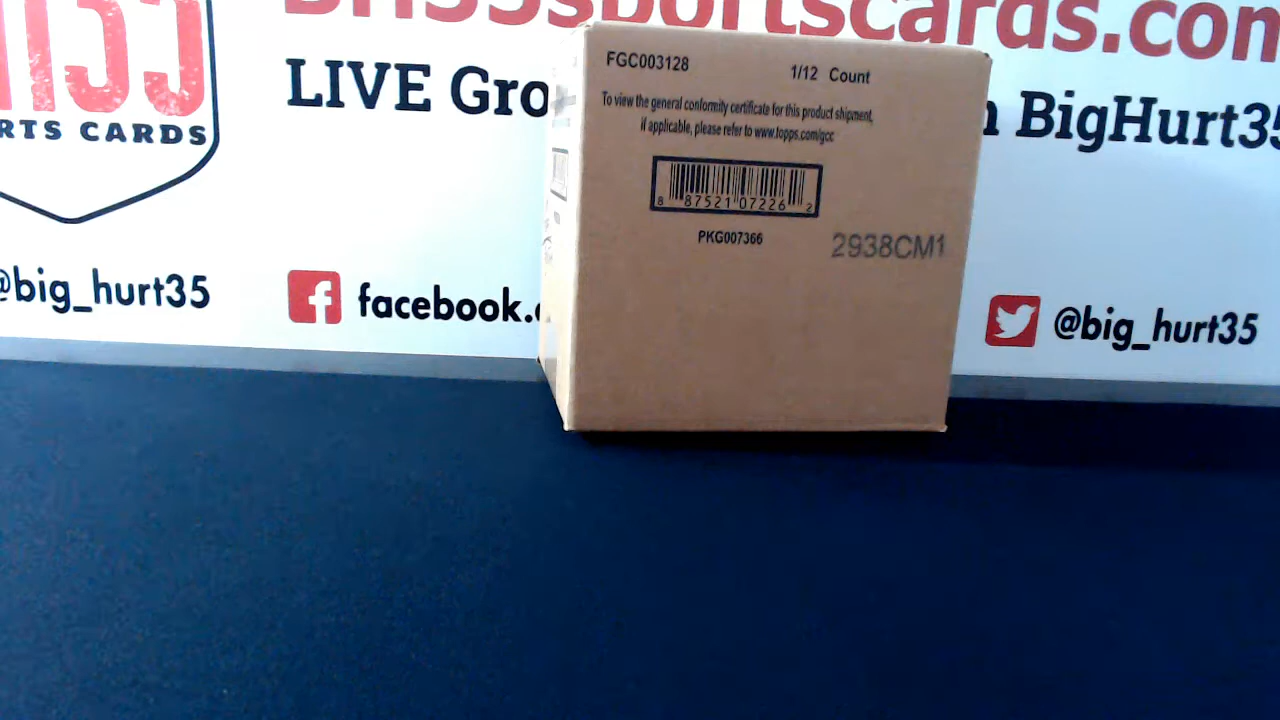 BH35sportscards.com
LIVE Gro
n BigHurt35
RTS CARDS
@big_hurt35
facebook.c
@big_hurt35
FGC003128
1/12 Count
To view the general conformity certificate for this product shipment,
if applicable, please refer to www.topps.com/gcc
8 87521 07226 2
PKG007366
2938CM1